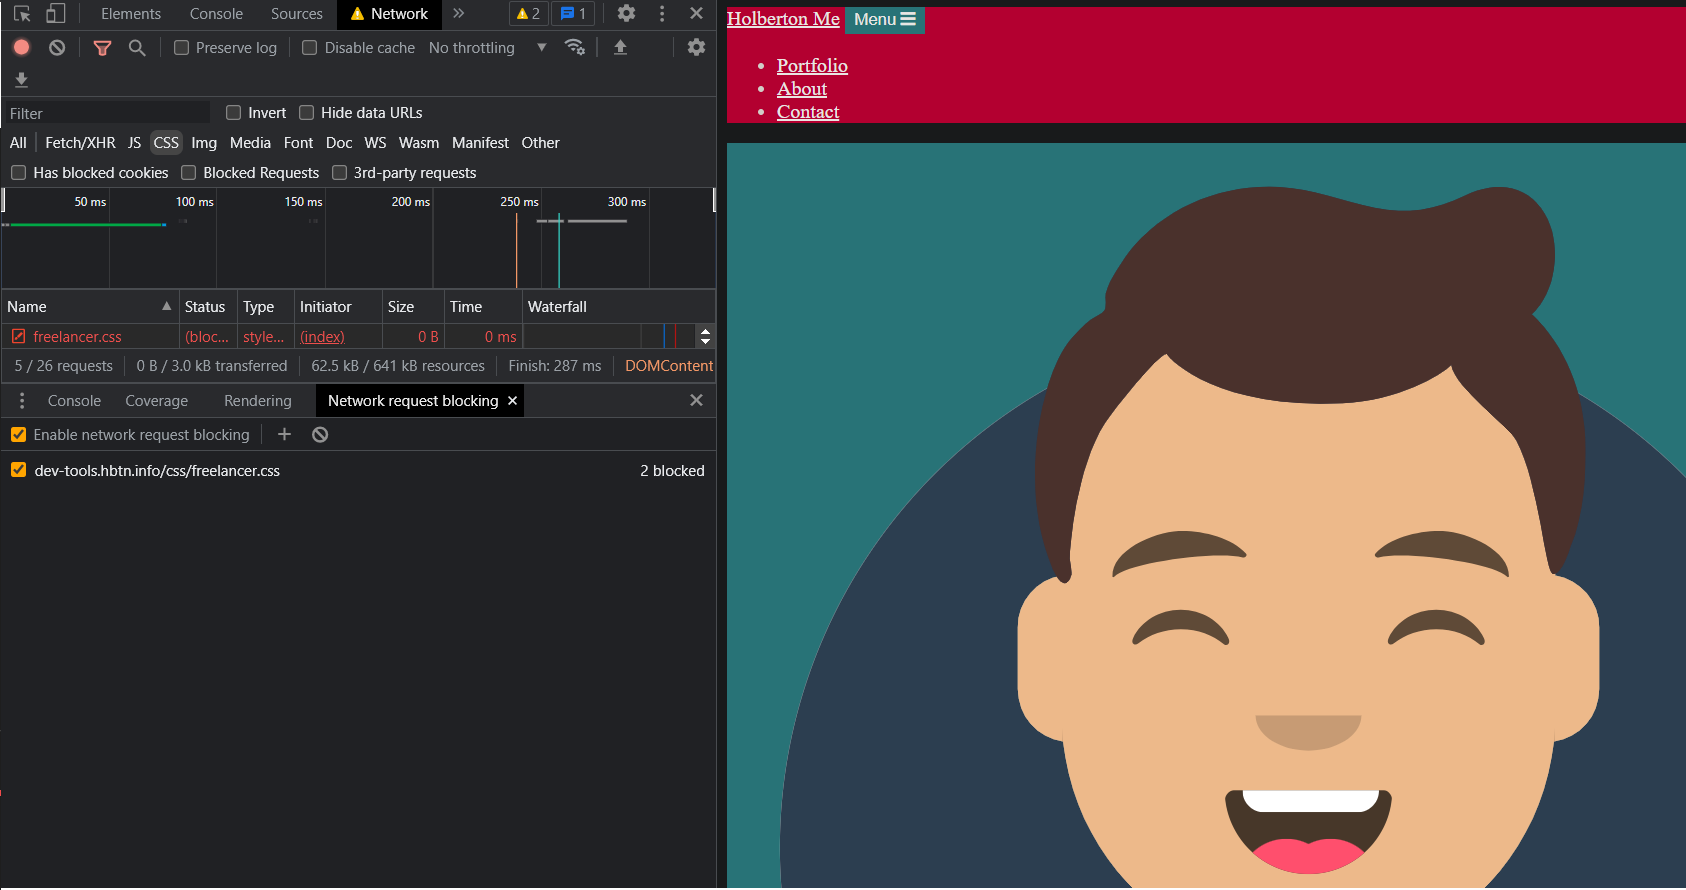 Elements Console Sources Network 2 1
Preserve log Disable cache No throttling
Filter Invert Hide data URLs
All Fetch/XHR JS CSS Img Media Font Doc WS Wasm Manifest Other
Has blocked cookies Blocked Requests 3rd-party requests
50 ms 100 ms 150 ms 200 ms 250 ms 300 ms
Name Status Type Initiator Size Time Waterfall
freelancer.css (bloc... style... (index) 0 B 0 ms
5 / 26 requests 0 B / 3.0 kB transferred 62.5 kB / 641 kB resources Finish: 287 ms DOMContent
Console Coverage Rendering Network request blocking
Enable network request blocking
dev-tools.hbtn.info/css/freelancer.css 2 blocked
Holberton Me Menu
Portfolio
About
Contact